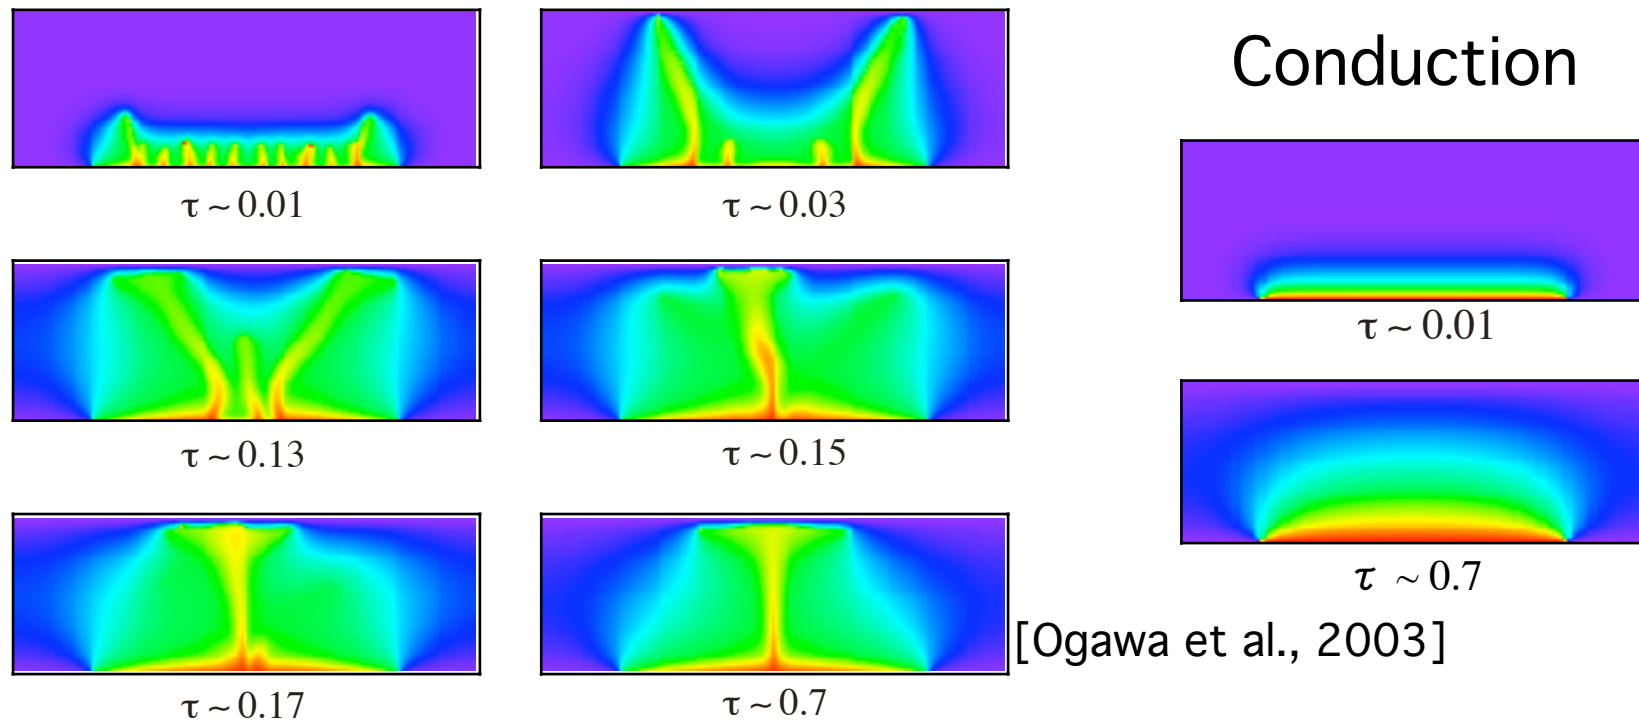 Conduction
τ ~ 0.01
τ ~ 0.03
τ ~ 0.01
τ ~ 0.13
τ ~ 0.15
τ ~ 0.7
[Ogawa et al., 2003]
τ ~ 0.17
τ ~ 0.7